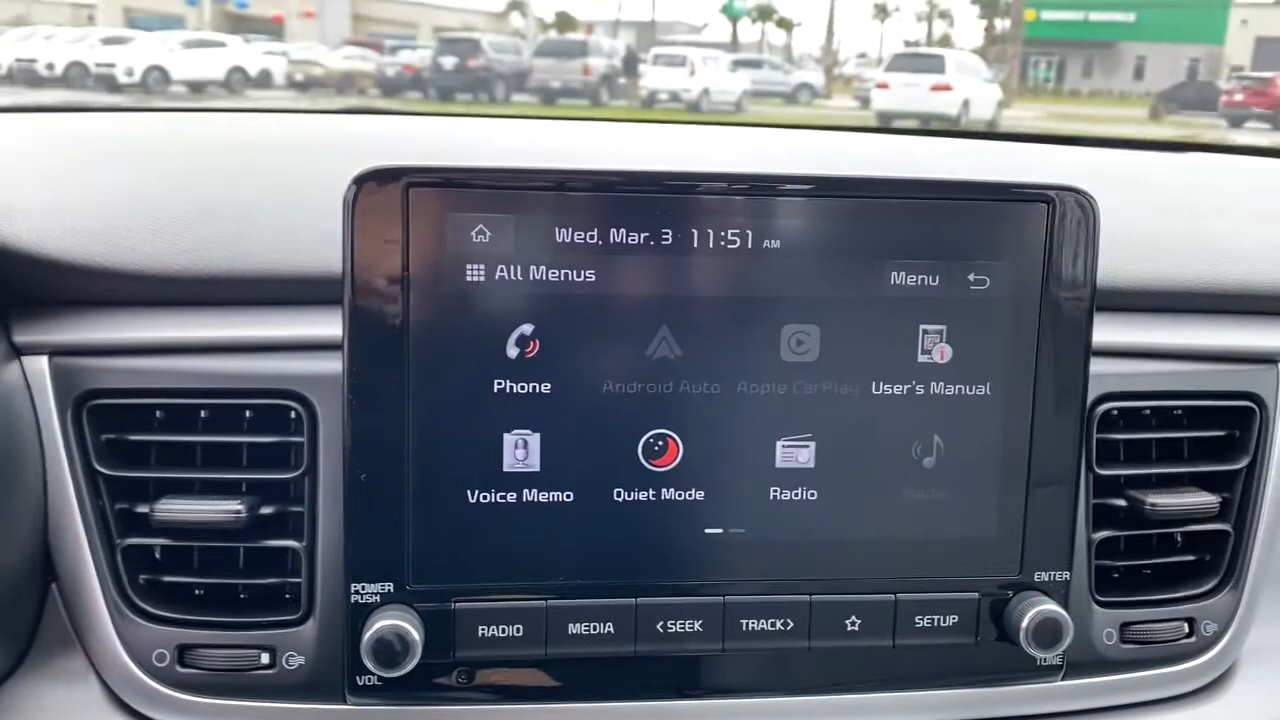 Wed, Mar. 3 11:51 AM
All Menus
Menu
Phone
Android Auto
Apple CarPlay
User's Manual
Voice Memo
Quiet Mode
Radio
Media
POWER
PUSH
VOL
RADIO
MEDIA
<SEEK
TRACK>
SETUP
ENTER
TUNE